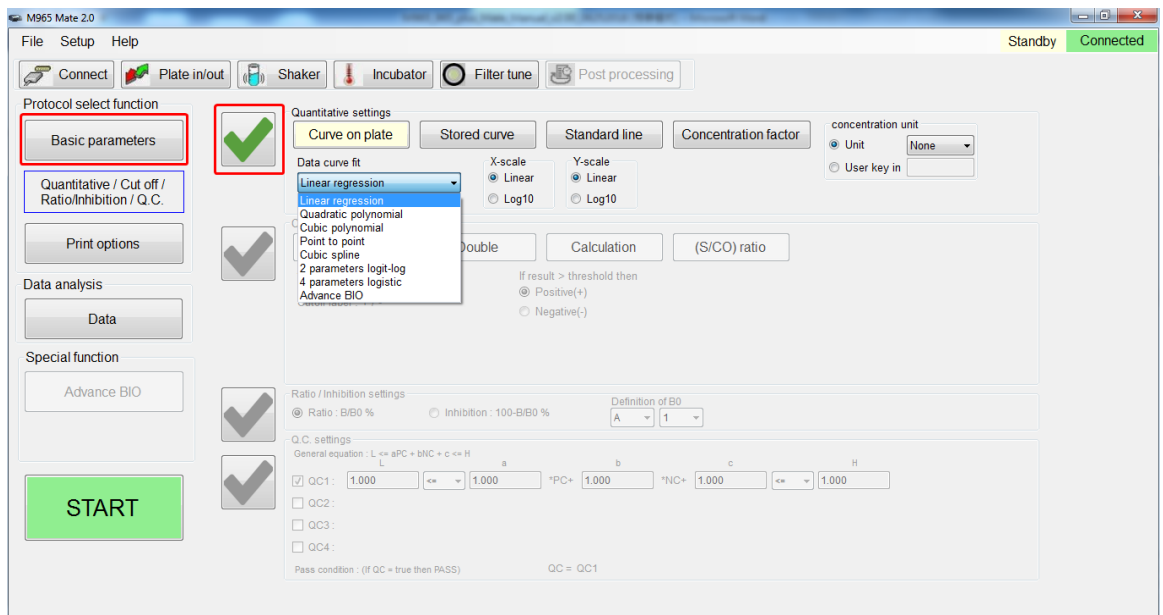 M965 Mate 2.0
File Setup Help
Standby Connected
Connect Plate in/out Shaker Incubator Filter tune Post processing
Protocol select function
Basic parameters
Quantitative / Cut off /
Ratio/Inhibition / Q.C.
Print options
Data analysis
Data
Special function
Advance BIO
START
Quantitative settings
Curve on plate Stored curve Standard line Concentration factor
concentration unit
Unit None
User key in
Data curve fit
Linear regression
X-scale
Linear
Log10
Y-scale
Linear
Log10
Linear regression
Quadratic polynomial
Cubic polynomial
Point to point
Cubic spline
2 parameters logit-log
4 parameters logistic
Advance BIO
Double Calculation (S/CO) ratio
If result > threshold then
Positive(+)
Negative(-)
Ratio / Inhibition settings
Ratio : B/B0 % Inhibition : 100-B/B0 %
Definition of B0
A 1
Q.C. settings
General equation : L <= aPC + bNC + c <= H
L a b c H
QC1 : 1.000 <= 1.000 *PC+ 1.000 *NC+ 1.000 <= 1.000
QC2 :
QC3 :
QC4 :
Pass condition : (If QC = true then PASS) QC = QC1